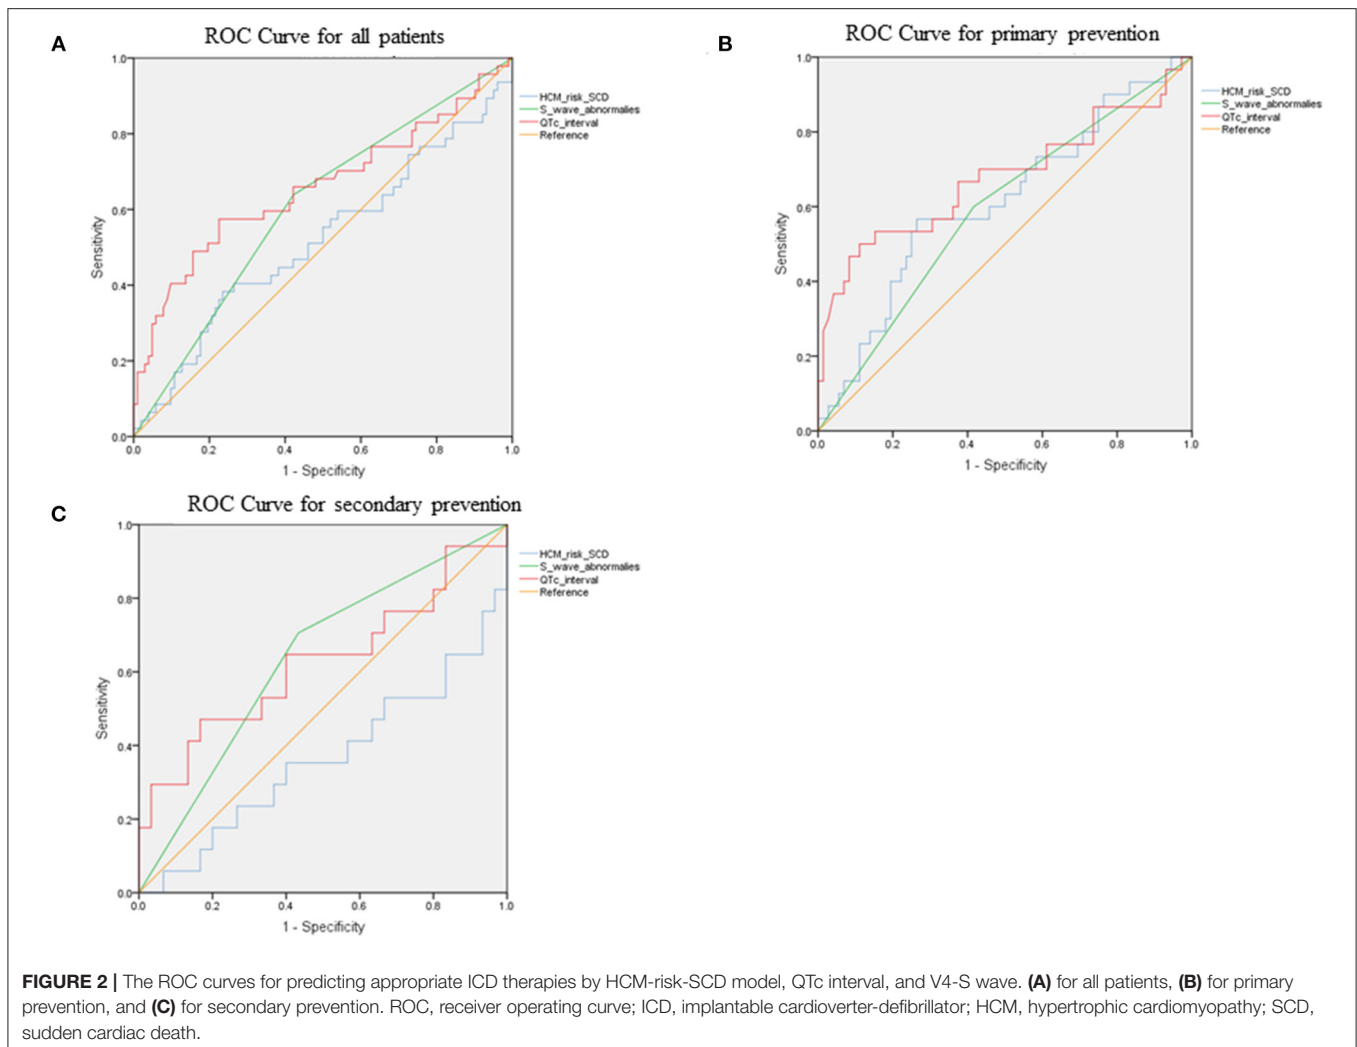 A
ROC Curve for all patients
1.0
0.8
0.6
0.4
0.2
0.0
Sensitivity
0.0 0.2 0.4 0.6 0.8 1.0
1 - Specificity
HCM_risk_SCD
S_wave_abnormalies
QTc_interval
Reference
B
ROC Curve for primary prevention
1.0
0.8
0.6
0.4
0.2
0.0
Sensitivity
0.0 0.2 0.4 0.6 0.8 1.0
1 - Specificity
HCM_risk_SCD
S_wave_abnormalies
QTc_interval
Reference
C
ROC Curve for secondary prevention
1.0
0.8
0.6
0.4
0.2
0.0
Sensitivity
0.0 0.2 0.4 0.6 0.8 1.0
1 - Specificity
HCM_risk_SCD
S_wave_abnormalies
QTc_interval
Reference
FIGURE 2 | The ROC curves for predicting appropriate ICD therapies by HCM-risk-SCD model, QTc interval, and V4-S wave. (A) for all patients, (B) for primary
prevention, and (C) for secondary prevention. ROC, receiver operating curve; ICD, implantable cardioverter-defibrillator; HCM, hypertrophic cardiomyopathy; SCD,
sudden cardiac death.